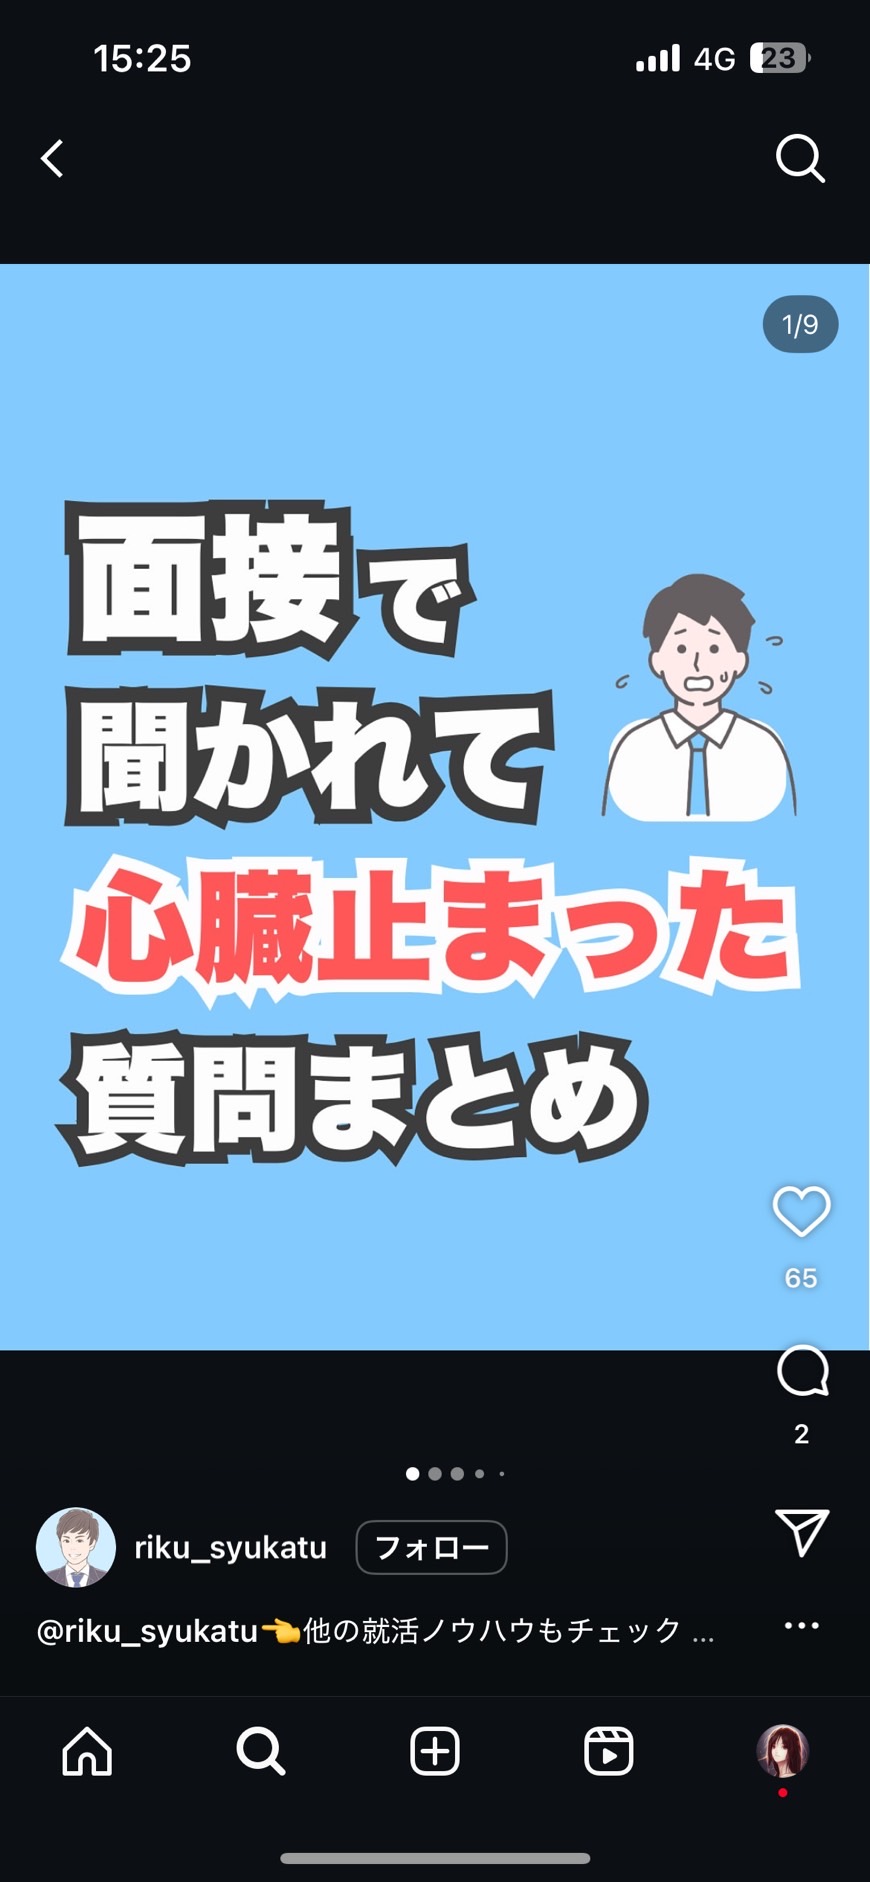 15:25
4G 23
1/9
面接で
聞かれて
心臓止まった
質問まとめ
65
2
riku_syukatu フォロー
@riku_syukatu👈他の就活ノウハウもチェック ...